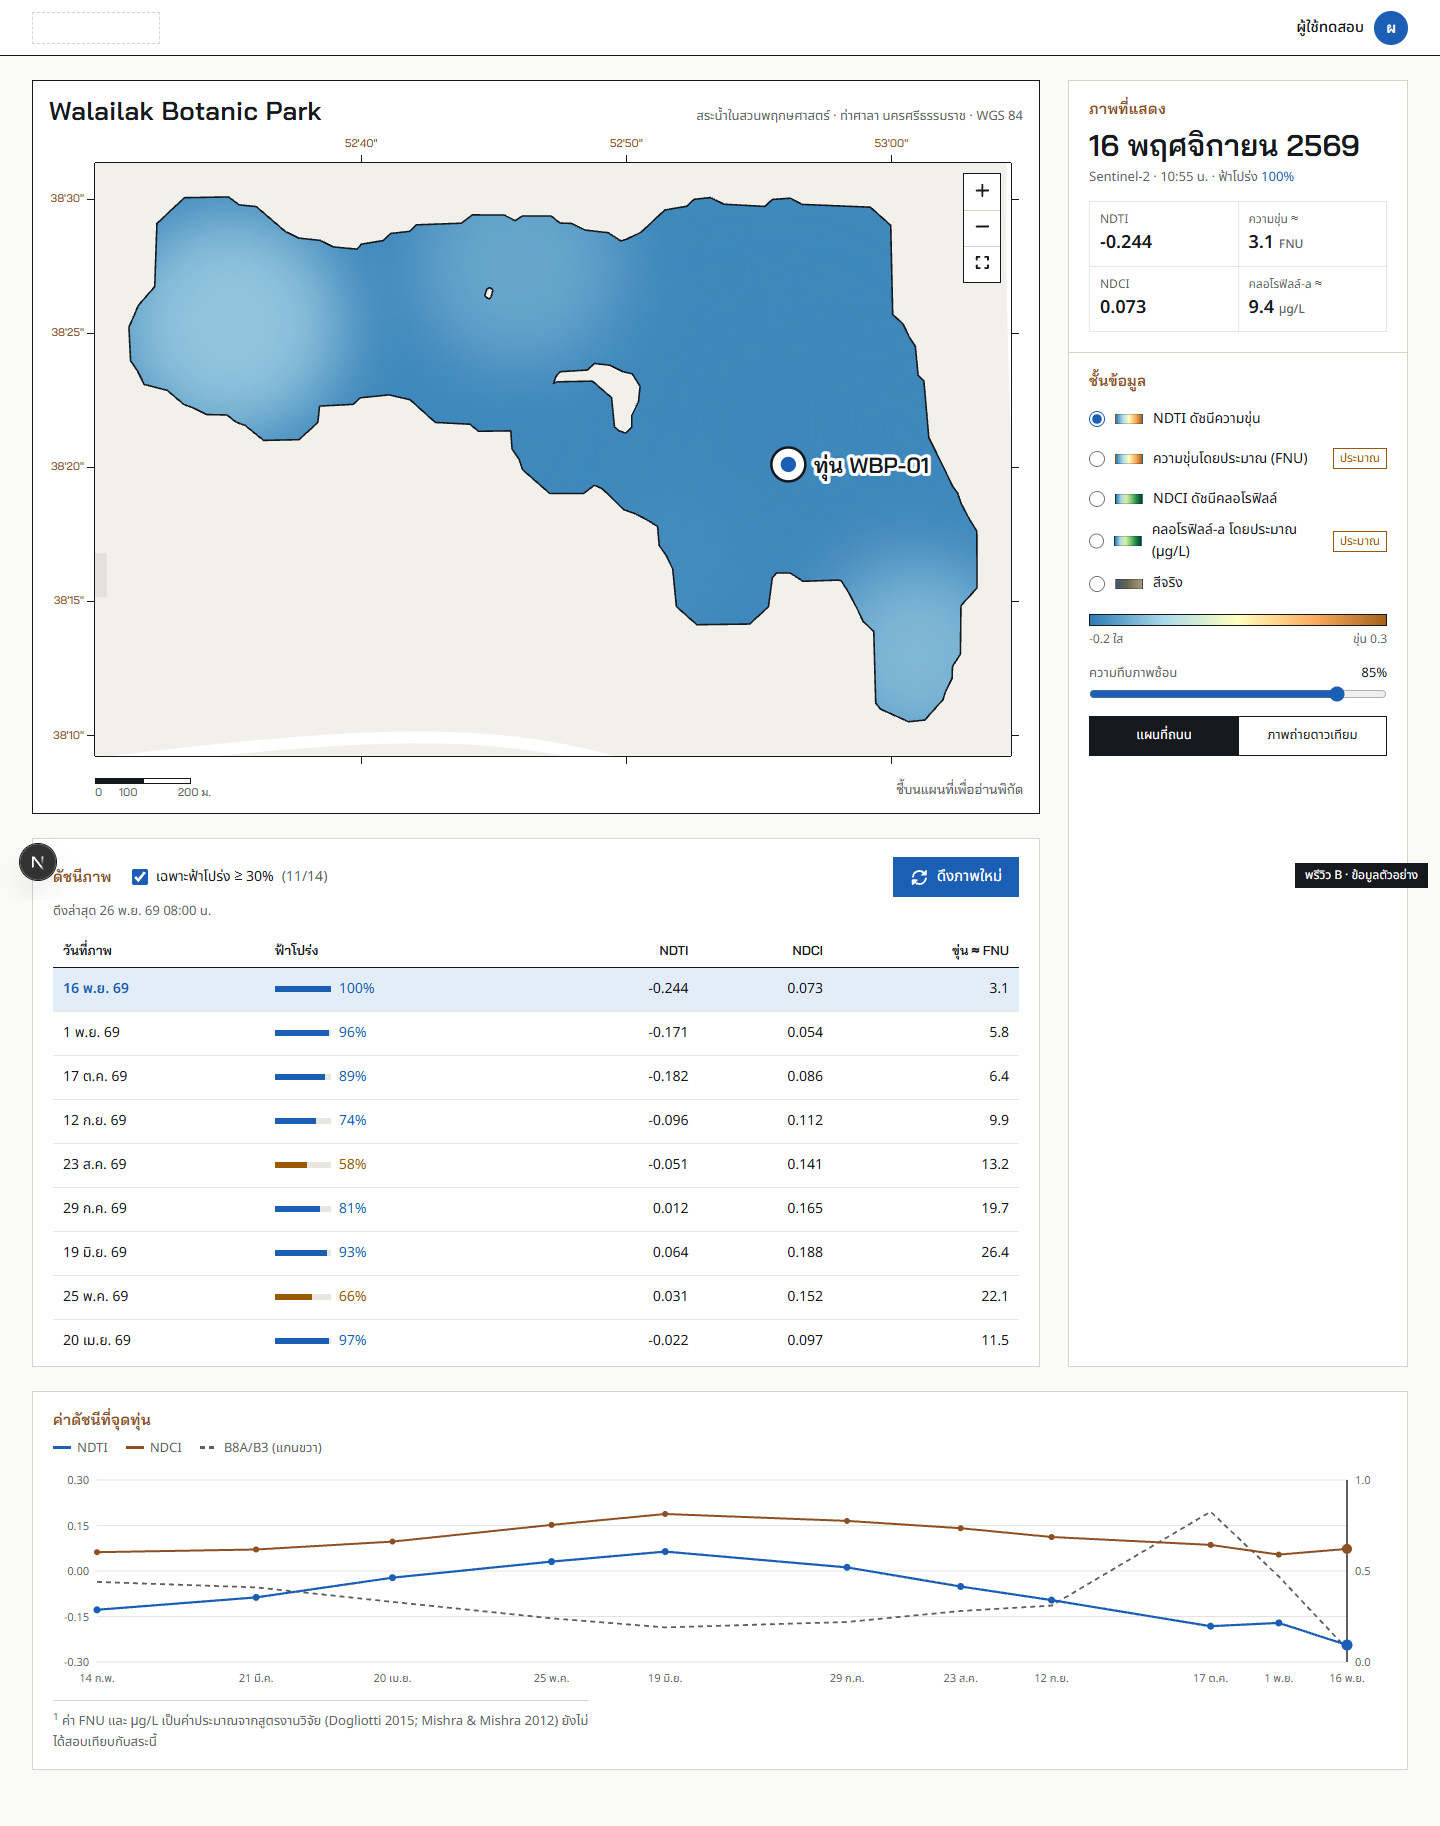 ผู้ใช้ทดสอบ ผ
Walailak Botanic Park
สระน้ำในสวนพฤกษศาสตร์ · ท่าศาลา นครศรีธรรมราช · WGS 84
52'40" 52'50" 53'00"
38'30"
38'25"
38'20"
38'15"
38'10"
+
−
ทุ่น WBP-01
0 100 200 ม.
ชี้บนแผนที่เพื่ออ่านพิกัด
ภาพที่แสดง
16 พฤศจิกายน 2569
Sentinel-2 · 10:55 น. · ฟ้าโปร่ง 100%
NDTI ความขุ่น ≈
-0.244 3.1 FNU
NDCI คลอโรฟิลล์-a ≈
0.073 9.4 µg/L
ชั้นข้อมูล
NDTI ดัชนีความขุ่น
ความขุ่นโดยประมาณ (FNU) ประมาณ
NDCI ดัชนีคลอโรฟิลล์
คลอโรฟิลล์-a โดยประมาณ
(µg/L) ประมาณ
สีจริง
-0.2 ใส ขุ่น 0.3
ความทึบภาพซ้อน 85%
แผนที่ถนน ภาพถ่ายดาวเทียม
พรีวิว B · ข้อมูลตัวอย่าง
N
ดัชนีภาพ เฉพาะฟ้าโปร่ง ≥ 30% (11/14) ดึงภาพใหม่
ดึงล่าสุด 26 พ.ย. 69 08:00 น.
วันที่ภาพ ฟ้าโปร่ง NDTI NDCI ขุ่น ≈ FNU
16 พ.ย. 69 100% -0.244 0.073 3.1
1 พ.ย. 69 96% -0.171 0.054 5.8
17 ต.ค. 69 89% -0.182 0.086 6.4
12 ก.ย. 69 74% -0.096 0.112 9.9
23 ส.ค. 69 58% -0.051 0.141 13.2
29 ก.ค. 69 81% 0.012 0.165 19.7
19 มิ.ย. 69 93% 0.064 0.188 26.4
25 พ.ค. 69 66% 0.031 0.152 22.1
20 เม.ย. 69 97% -0.022 0.097 11.5
ค่าดัชนีที่จุดทุ่น
NDTI NDCI B8A/B3 (แกนขวา)
0.30 1.0
0.15
0.00 0.5
-0.15
-0.30 0.0
14 ก.พ. 21 มี.ค. 20 เม.ย. 25 พ.ค. 19 มิ.ย. 29 ก.ค. 23 ส.ค. 12 ก.ย. 17 ต.ค. 1 พ.ย. 16 พ.ย.
1 ค่า FNU และ µg/L เป็นค่าประมาณจากสูตรงานวิจัย (Dogliotti 2015; Mishra & Mishra 2012) ยังไม่
ได้สอบเทียบกับสระนี้